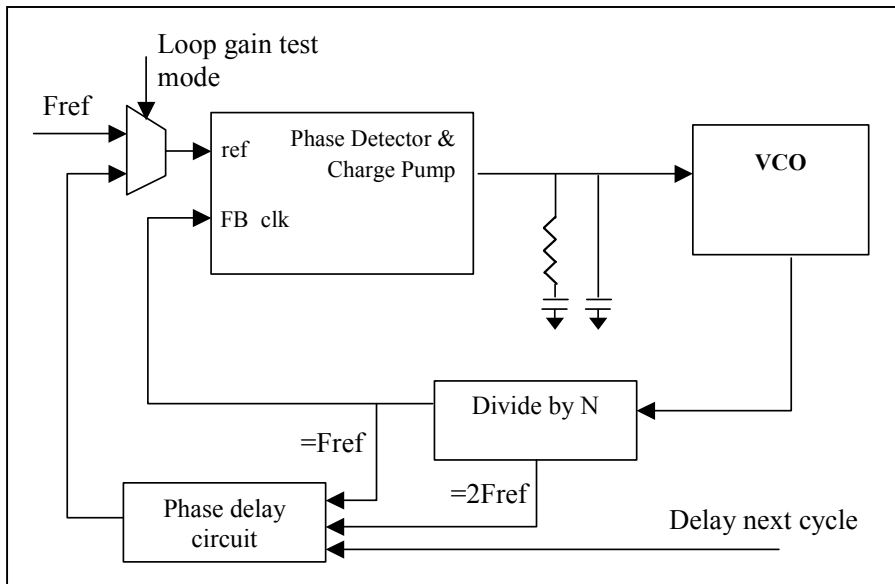 Loop gain test
mode
Fref
ref
Phase Detector &
Charge Pump
VCO
FB clk
Divide by N
=Fref
=2Fref
Phase delay
circuit
Delay next cycle